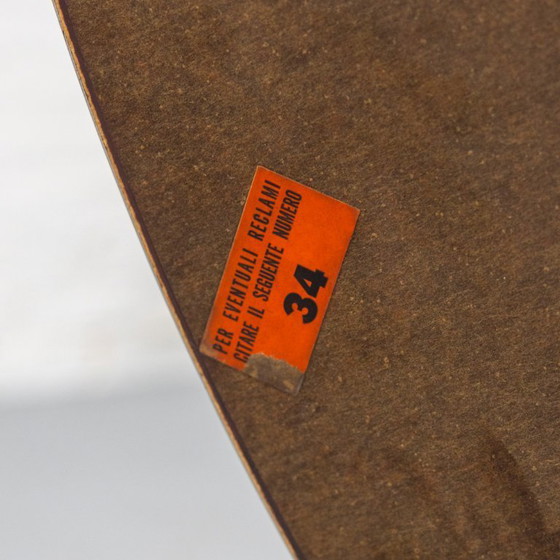 PER EVENTUALI RECLAMI
CITARE IL SEGUENTE NUMERO
34